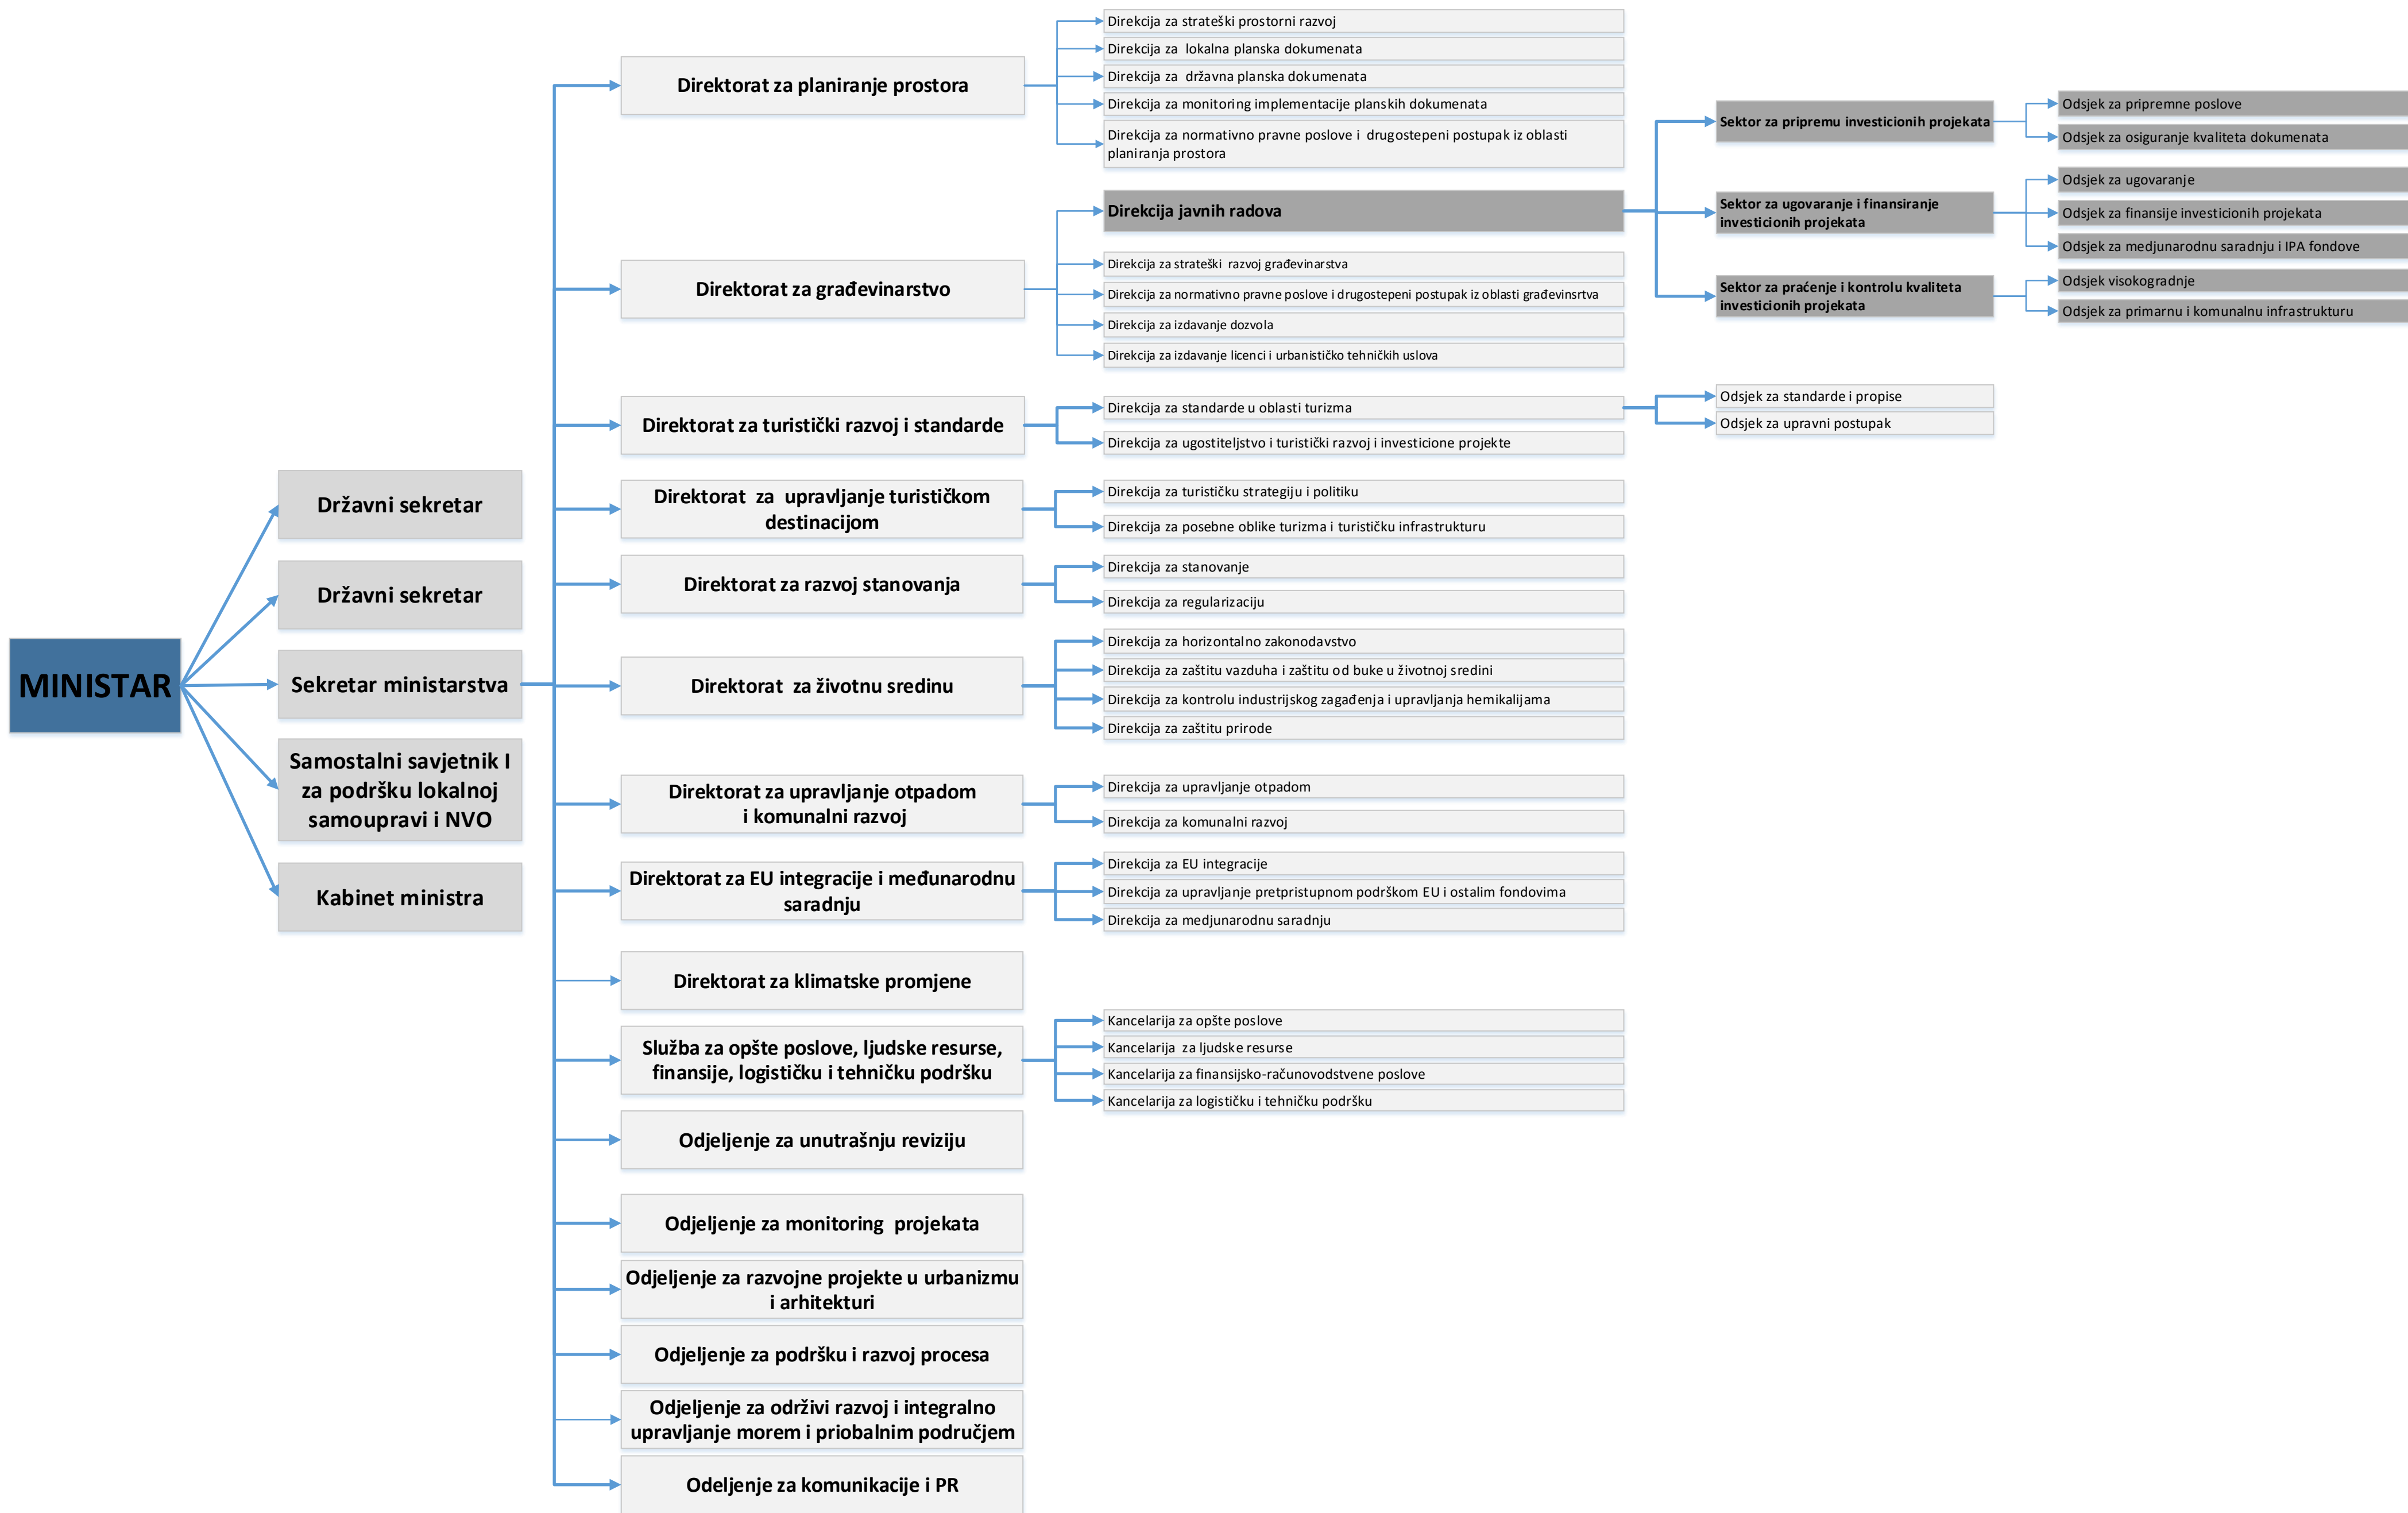 MINISTAR
Državni sekretar
Državni sekretar
Sekretar ministarstva
Samostalni savjetnik I
za podršku lokalnoj
samoupravi i NVO
Kabinet ministra
Direktorat za planiranje prostora
Direkcija za strateški prostorni razvoj
Direkcija za lokalna planska dokumenata
Direkcija za državna planska dokumenata
Direkcija za monitoring implementacije planskih dokumenata
Direkcija za normativno pravne poslove i drugostepeni postupak iz oblasti
planiranja prostora
Direktorat za građevinarstvo
Direkcija javnih radova
Sektor za pripremu investicionih projekata
Odsjek za pripremne poslove
Odsjek za osiguranje kvaliteta dokumenata
Sektor za ugovaranje i finansiranje
investicionih projekata
Odsjek za ugovaranje
Odsjek za finansije investicionih projekata
Odsjek za medjunarodnu saradnju i IPA fondove
Sektor za praćenje i kontrolu kvaliteta
investicionih projekata
Odsjek visokogradnje
Odsjek za primarnu i komunalnu infrastrukturu
Direkcija za strateški razvoj građevinarstva
Direkcija za normativno pravne poslove i drugostepeni postupak iz oblasti građevinsrtva
Direkcija za izdavanje dozvola
Direkcija za izdavanje licenci i urbanističko tehničkih uslova
Direktorat za turistički razvoj i standarde
Direkcija za standarde u oblasti turizma
Odsjek za standarde i propise
Odsjek za upravni postupak
Direkcija za ugostiteljstvo i turistički razvoj i investicione projekte
Direktorat za upravljanje turističkom
destinacijom
Direkcija za turističku strategiju i politiku
Direkcija za posebne oblike turizma i turističku infrastrukturu
Direktorat za razvoj stanovanja
Direkcija za stanovanje
Direkcija za regularizaciju
Direktorat za životnu sredinu
Direkcija za horizontalno zakonodavstvo
Direkcija za zaštitu vazduha i zaštitu od buke u životnoj sredini
Direkcija za kontrolu industrijskog zagađenja i upravljanja hemikalijama
Direkcija za zaštitu prirode
Direktorat za upravljanje otpadom
i komunalni razvoj
Direkcija za upravljanje otpadom
Direkcija za komunalni razvoj
Direktorat za EU integracije i međunarodnu
saradnju
Direkcija za EU integracije
Direkcija za upravljanje pretpristupnom podrškom EU i ostalim fondovima
Direkcija za medjunarodnu saradnju
Direktorat za klimatske promjene
Služba za opšte poslove, ljudske resurse,
finansije, logističku i tehničku podršku
Kancelarija za opšte poslove
Kancelarija za ljudske resurse
Kancelarija za finansijsko-računovodstvene poslove
Kancelarija za logističku i tehničku podršku
Odjeljenje za unutrašnju reviziju
Odjeljenje za monitoring projekata
Odjeljenje za razvojne projekte u urbanizmu
i arhitekturi
Odjeljenje za podršku i razvoj procesa
Odjeljenje za održivi razvoj i integralno
upravljanje morem i priobalnim područjem
Odeljenje za komunikacije i PR